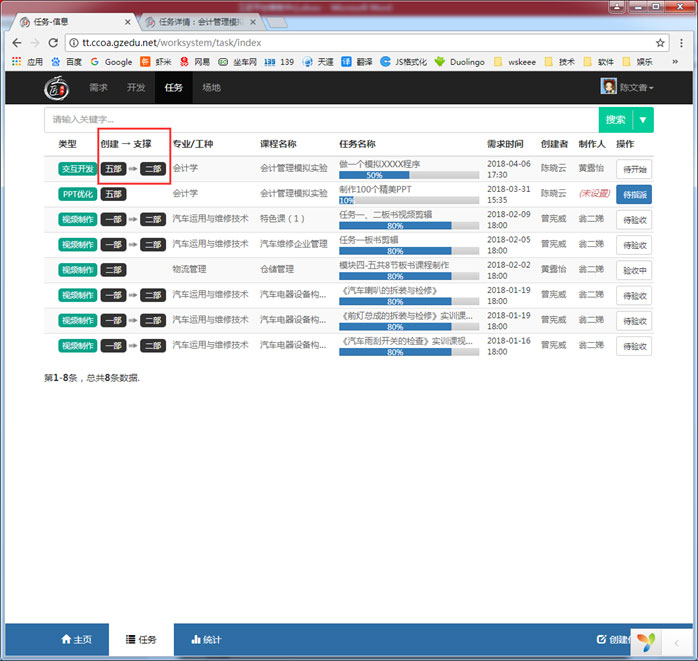 任务-信息
任务详情：会计管理模拟
tt.ccoa.gzedu.net/worksystem/task/index
应用 百度 Google 虾米 网易 坐车网 139 天涯 翻译 JS格式化 Duolingo wskeee 技术 软件 娱乐 »
需求 开发 任务 场地 陈文香
请输入关键字... 搜索
类型 创建 → 支撑 专业/工种 课程名称 任务名称 需求时间 创建者 制作人 操作
交互开发 五部 二部 会计学 会计管理模拟实验 做一个模拟XXXX程序 50% 2018-04-06 17:30 陈晓云 黄露怡 待开始
PPT优化 五部 会计学 会计管理模拟实验 制作100个精美PPT 10% 2018-03-31 15:35 陈晓云 (未设置) 待指派
视频制作 一部 二部 汽车运用与维修技术 特色课（1） 任务一、二板书视频剪辑 80% 2018-02-09 18:00 曾宪威 翁二娣 待验收
视频制作 一部 二部 汽车运用与维修技术 汽车维修企业管理 任务一板书剪辑 80% 2018-02-05 18:00 曾宪威 翁二娣 待验收
视频制作 二部 物流管理 仓储管理 模块四-五共8节板书课程制作 80% 2018-02-02 18:00 黄露怡 翁二娣 验收中
视频制作 一部 二部 汽车运用与维修技术 汽车电器设备构... 《汽车喇叭的拆装与检修》 80% 2018-01-19 18:00 曾宪威 翁二娣 待验收
视频制作 一部 二部 汽车运用与维修技术 汽车电器设备构... 《前灯总成的拆装与检修》实训课... 80% 2018-01-19 18:00 曾宪威 翁二娣 待验收
视频制作 一部 二部 汽车运用与维修技术 汽车电器设备构... 《汽车雨刮开关的检查》实训课视... 80% 2018-01-16 18:00 曾宪威 翁二娣 待验收
第1-8条，总共8条数据.
主页 任务 统计 创建